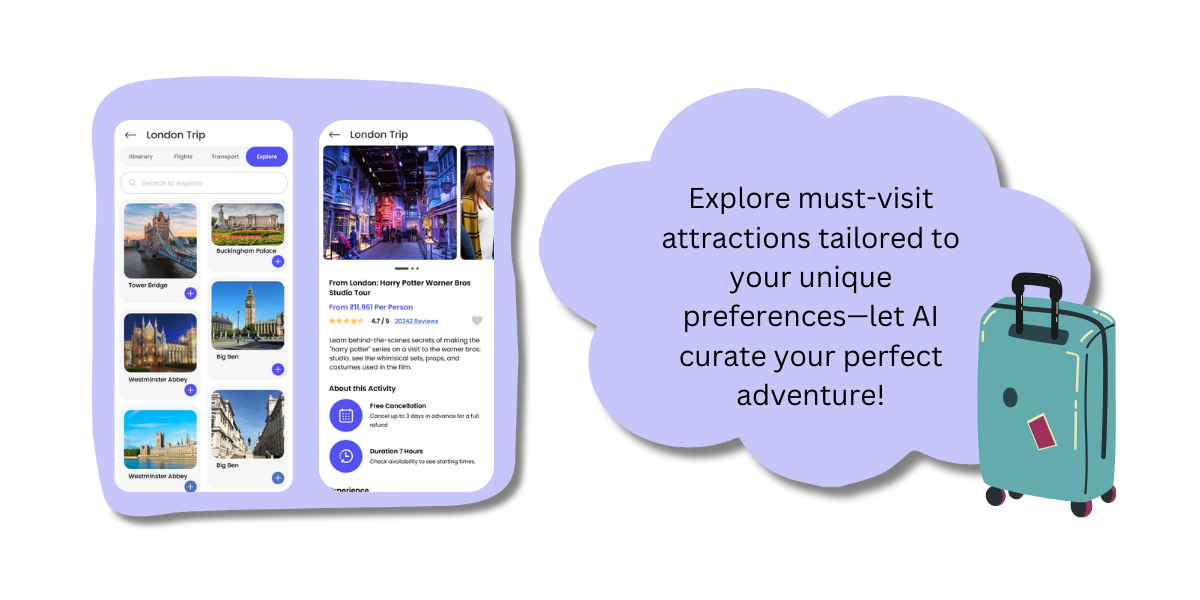 London Trip
Itinerary Flights Transport Explore
Search to explore
Tower Bridge
Buckingham Palace
Westminster Abbey
Big Ben
Westminster Abbey
Big Ben
London Trip
From London: Harry Potter Warner Bros
Studio Tour
From ₹11,961 Per Person
4.7 / 5 20342 Reviews
Learn behind-the-scenes secrets of making the
"harry potter" series on a visit to the warner bros.
studio. see the whimsical sets, props, and
costumes used in the film.
About this Activity
Free Cancellation
Cancel up to 3 days in advance for a full
refund
Duration 7 Hours
Check availability to see starting times.
Experience
Explore must-visit
attractions tailored to
your unique
preferences—let AI
curate your perfect
adventure!